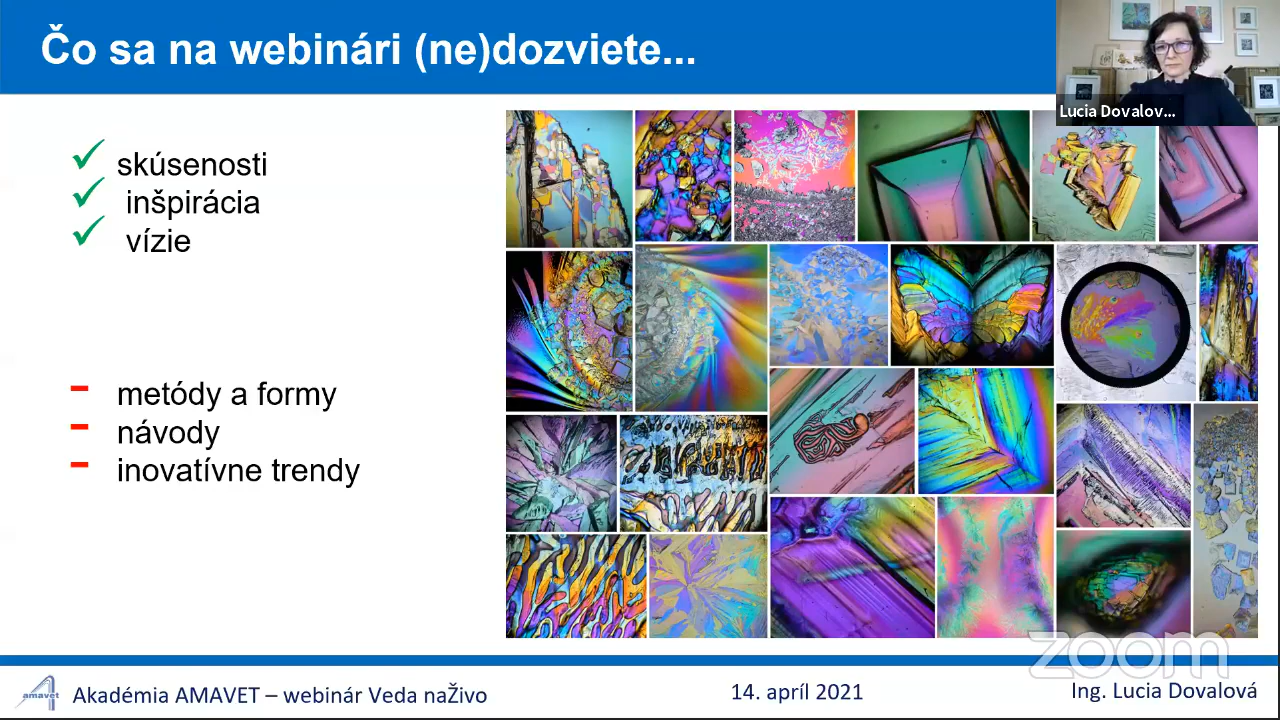 Čo sa na webinári (ne)dozviete...
Lucia Dovalov...
skúsenosti
inšpirácia
vízie
metódy a formy
návody
inovatívne trendy
zoom
amavet
Akadémia AMAVET – webinár Veda naŽivo
14. apríl 2021
Ing. Lucia Dovalová